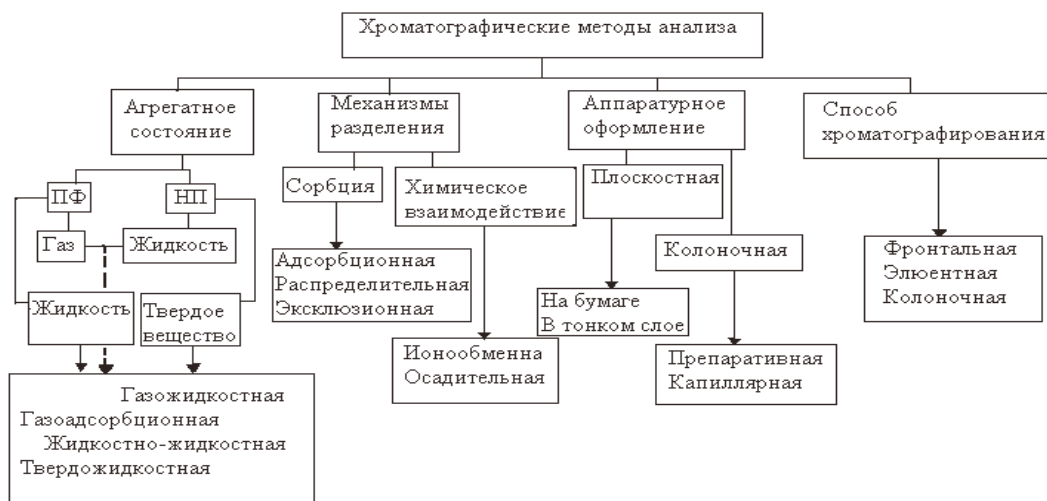 Хроматографические методы анализа
Агрегатное
состояние
Механизмы
разделения
Аппаратурное
оформление
Способ
хроматографирования
ПФ
НП
Сорбция
Химическое
взаимодействие
Плоскостная
Газ
Жидкость
Колоночная
Адсорбционная
Распределительная
Эксклюзионная
Фронтальная
Элюентная
Колоночная
Жидкость
Твердое
вещество
На бумаге
В тонком слое
Ионообменна
Осадительная
Препаративная
Капиллярная
Газожидкостная
Газоадсорбционная
Жидкостно-жидкостная
Твердожидкостная